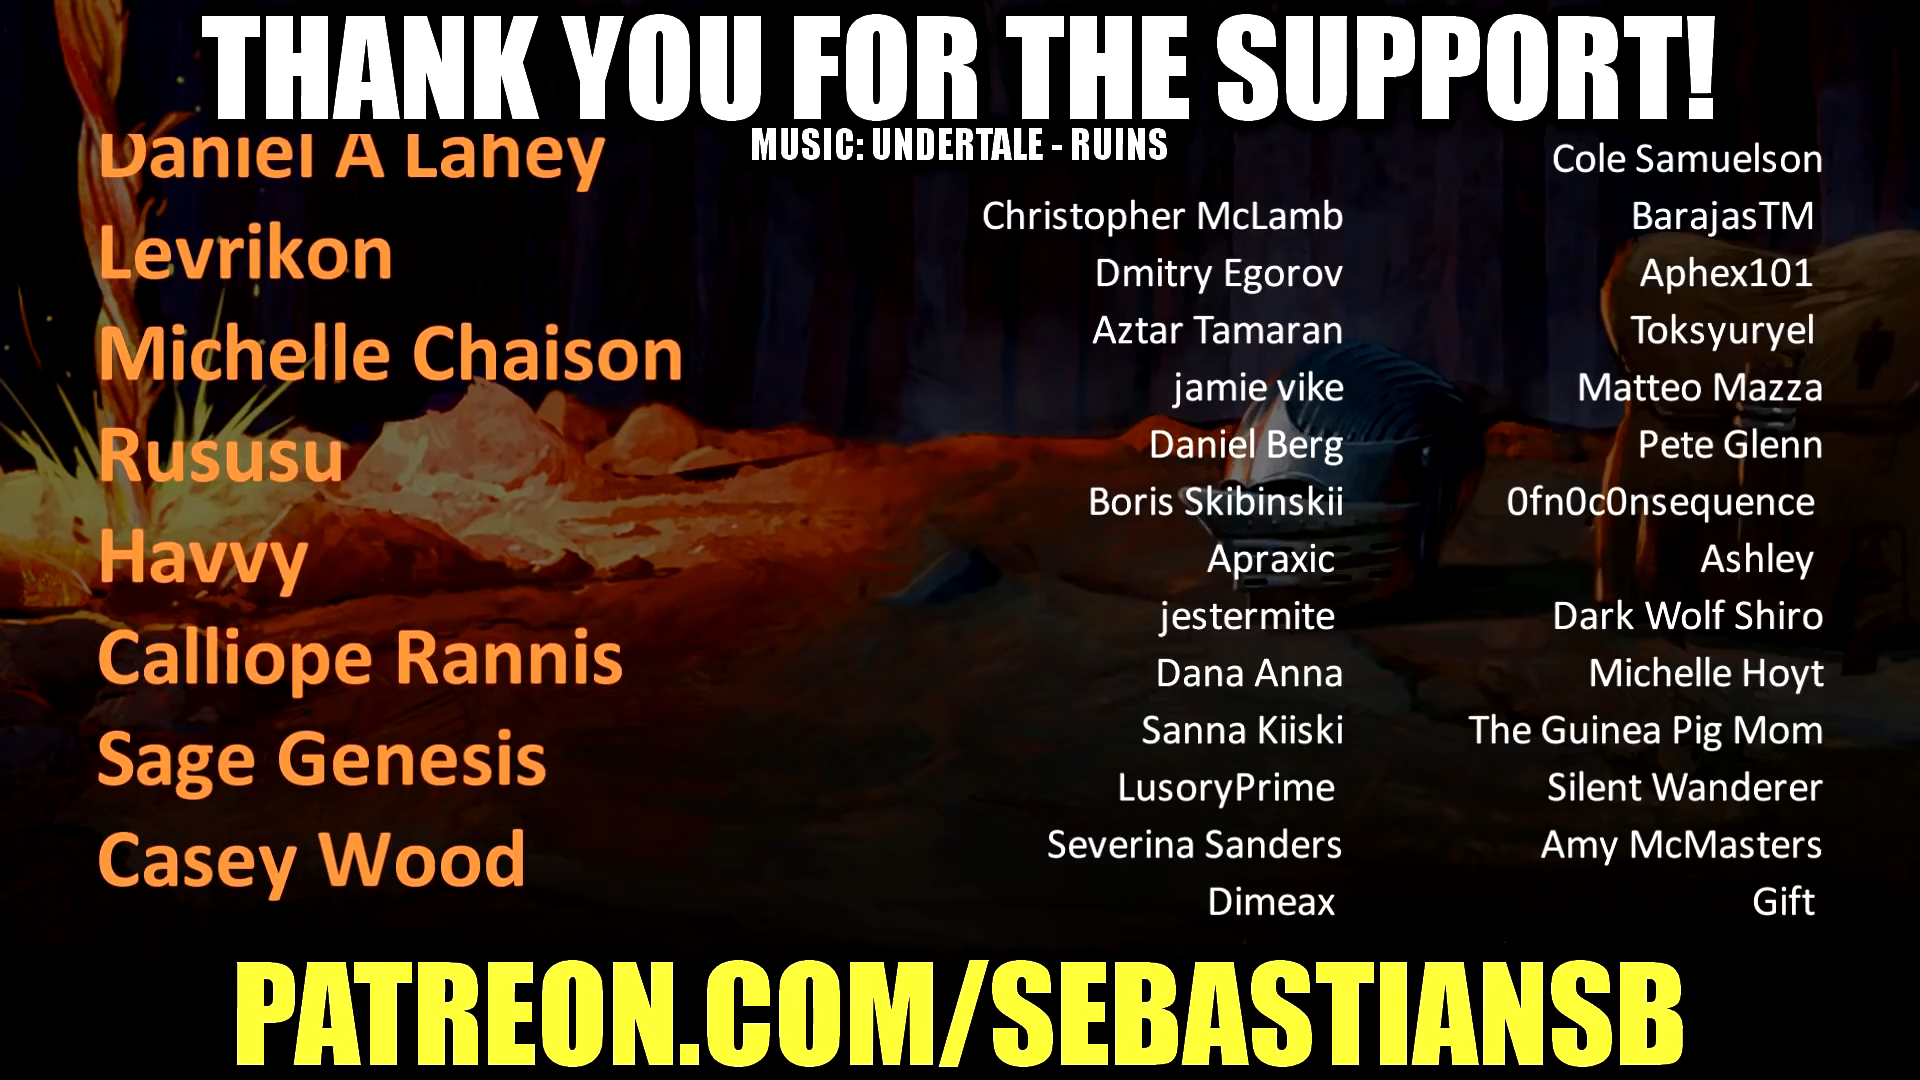 THANK YOU FOR THE SUPPORT!
MUSIC: UNDERTALE - RUINS
Daniel A Lahey
Levrikon
Michelle Chaison
Rususu
Havvy
Calliope Rannis
Sage Genesis
Casey Wood
Christopher McLamb
Dmitry Egorov
Aztar Tamaran
jamie vike
Daniel Berg
Boris Skibinskii
Apraxic
jestermite
Dana Anna
Sanna Kiiski
LusoryPrime
Severina Sanders
Dimeax
Cole Samuelson
BarajasTM
Aphex101
Toksyuryel
Matteo Mazza
Pete Glenn
0fn0c0nsequence
Ashley
Dark Wolf Shiro
Michelle Hoyt
The Guinea Pig Mom
Silent Wanderer
Amy McMasters
Gift
PATREON.COM/SEBASTIANSB